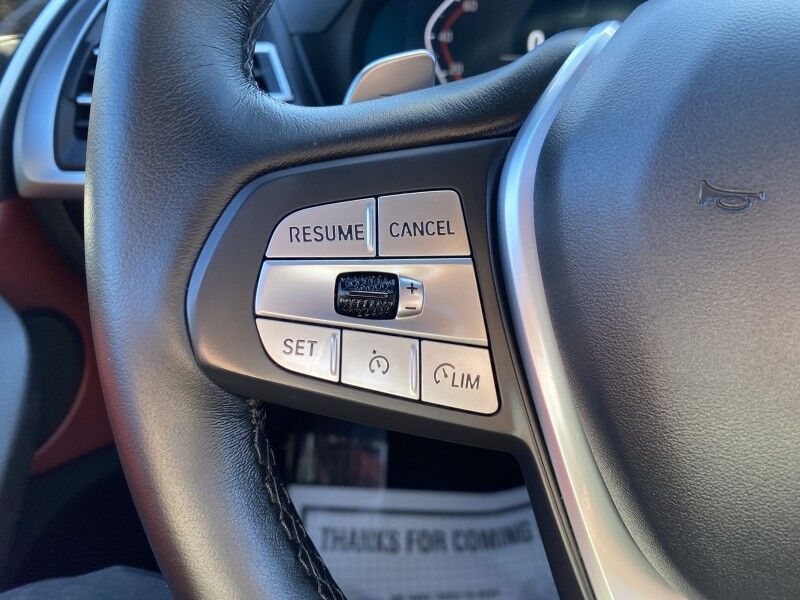 RESUME CANCEL
+
−
SET LIM
THANKS FOR COMING